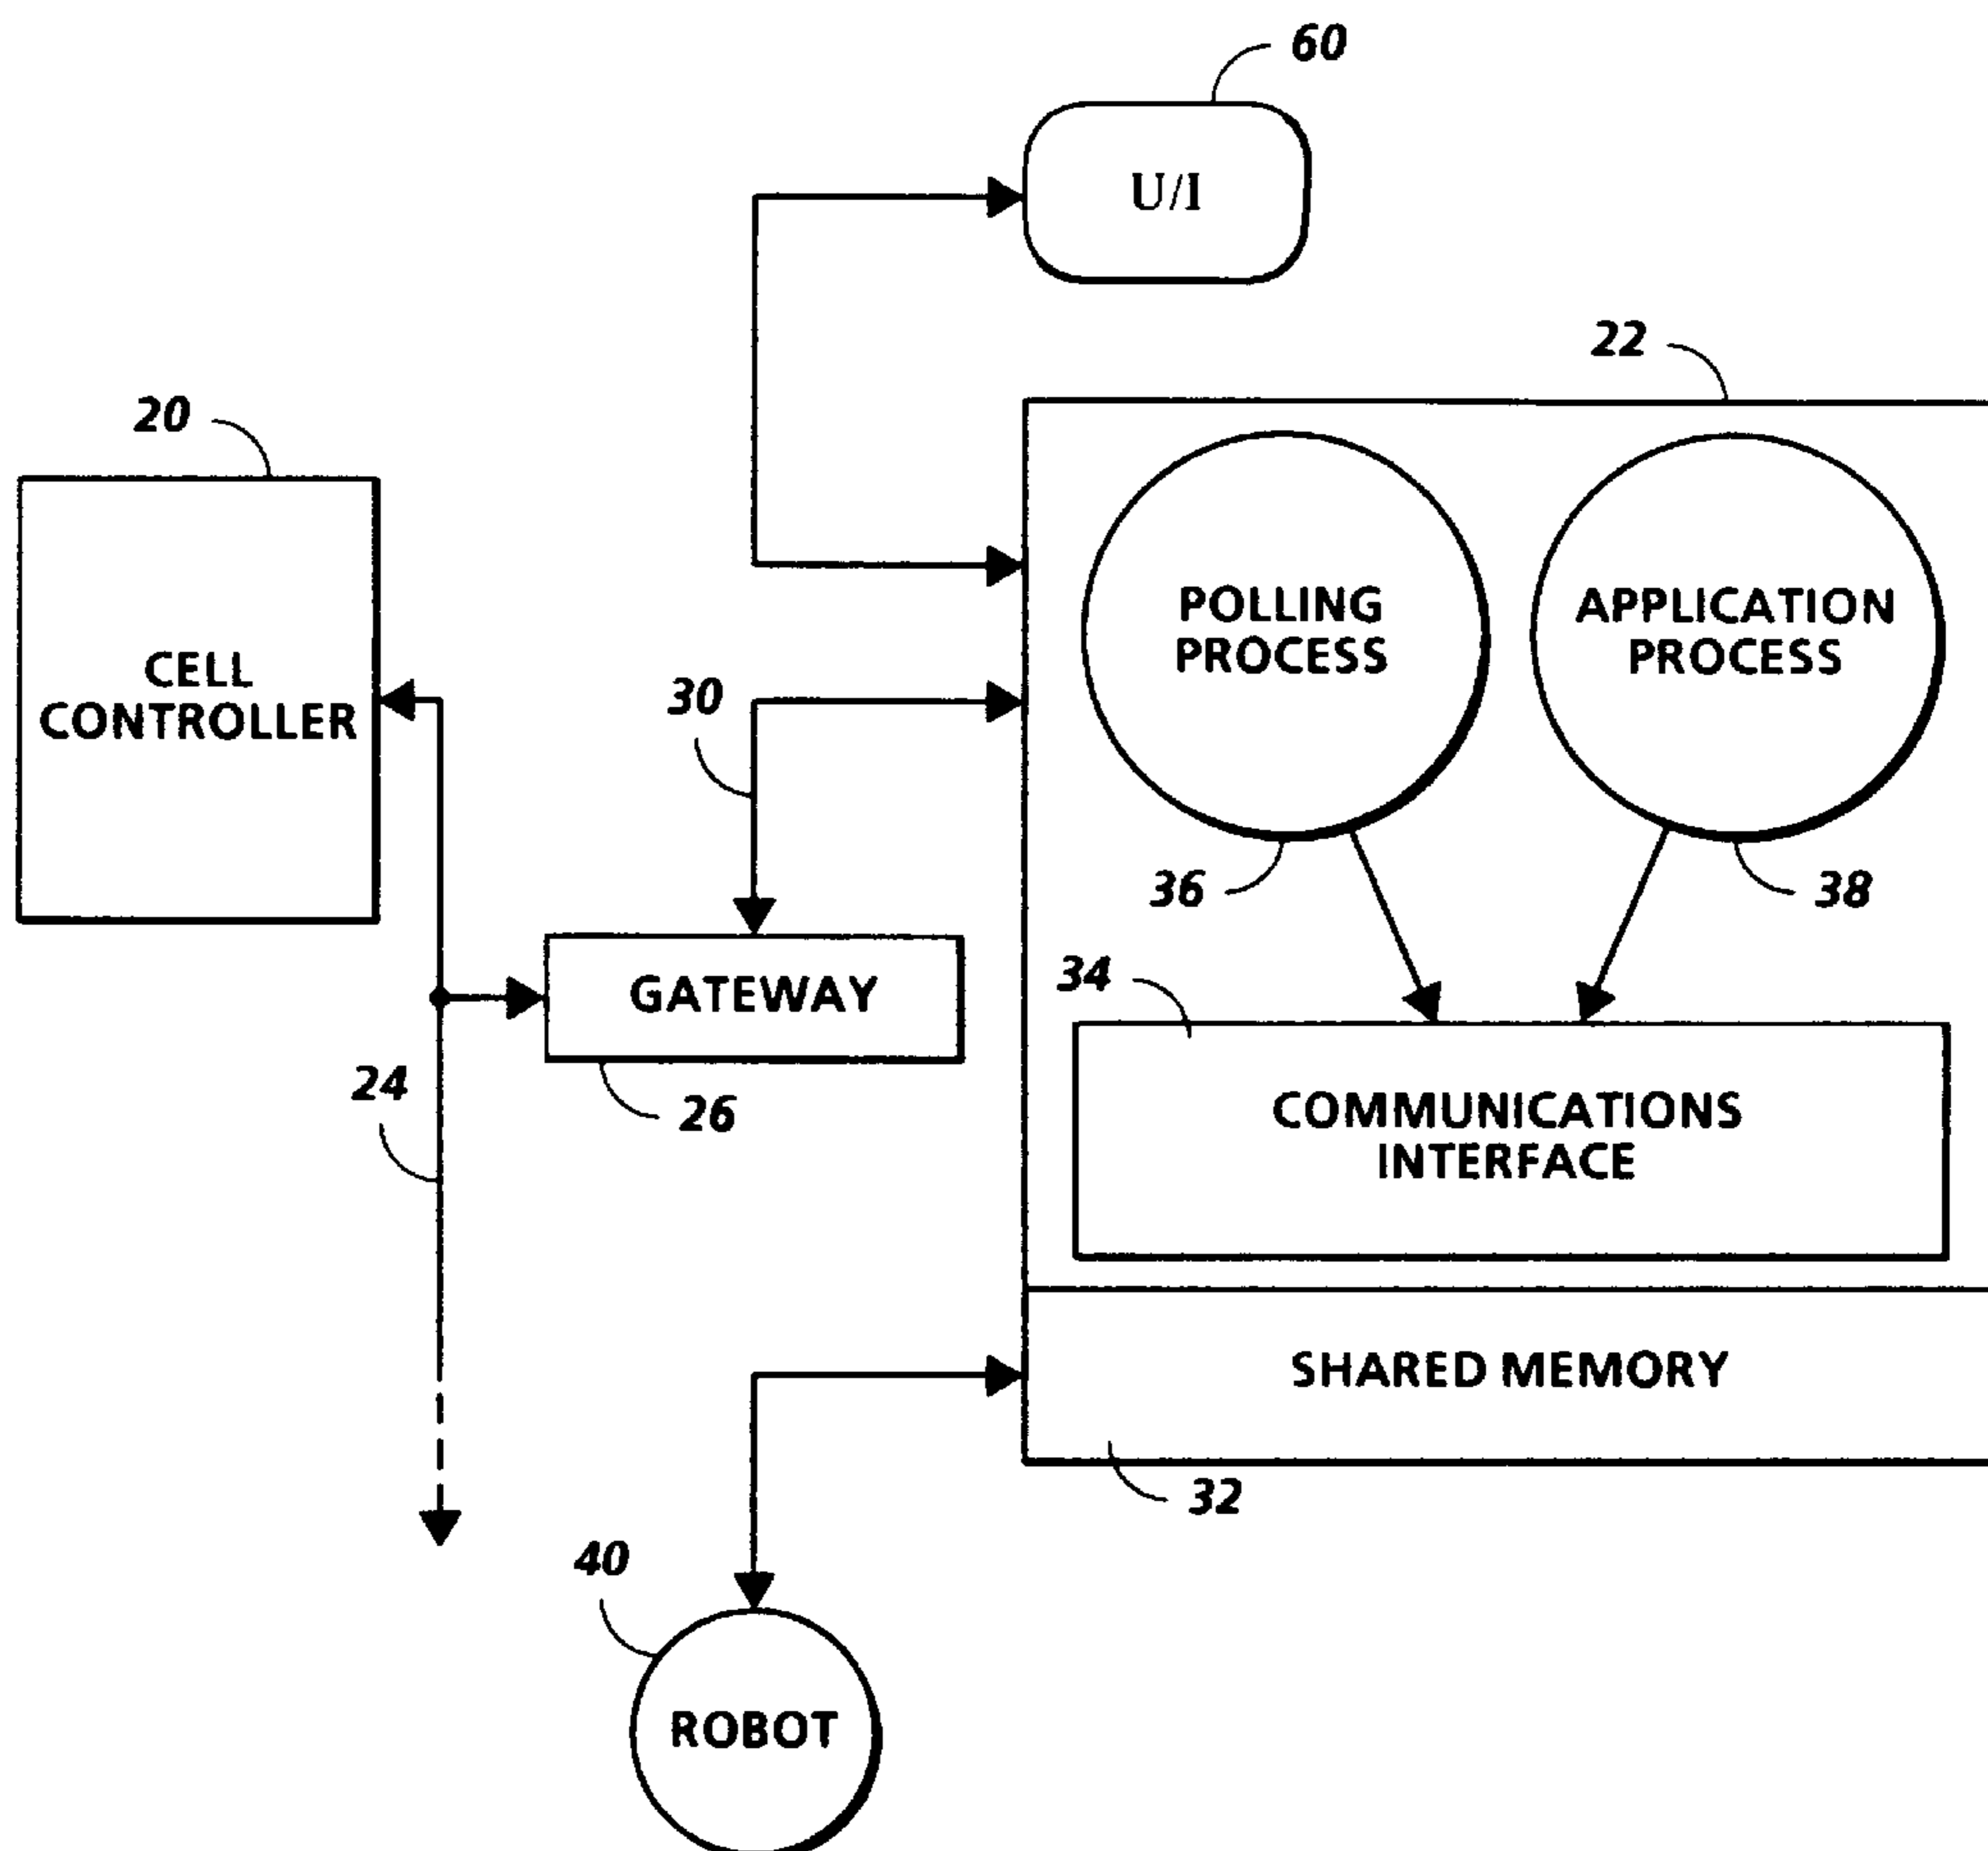 60
U/I
22
20
POLLING
PROCESS
APPLICATION
PROCESS
CELL
CONTROLLER
30
36
38
34
GATEWAY
24
26
COMMUNICATIONS
INTERFACE
SHARED MEMORY
32
40
ROBOT